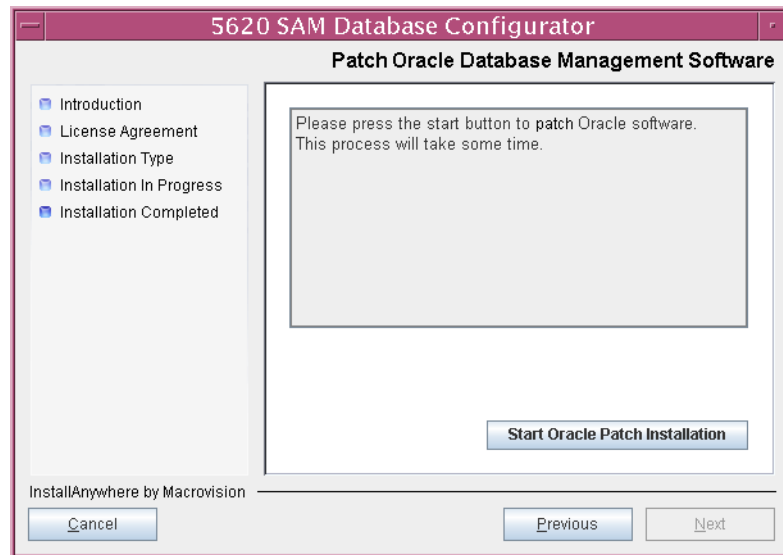 5620 SAM Database Configurator
Patch Oracle Database Management Software
Introduction
License Agreement
Installation Type
Installation In Progress
Installation Completed
Please press the start button to patch Oracle software.
This process will take some time.
Start Oracle Patch Installation
InstallAnywhere by Macrovision
Cancel
Previous
Next